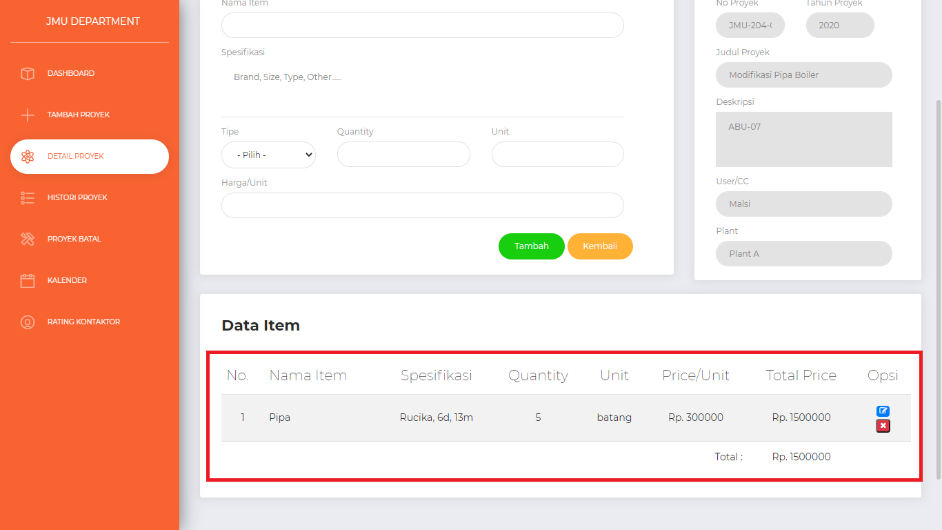 JMU DEPARTMENT
DASHBOARD
TAMBAH PROYEK
DETAIL PROYEK
HISTORI PROYEK
PROYEK BATAL
KALENDER
RATING KONTAKTOR
Nama Item
Spesifikasi
Brand, Size, Type, Other.....
Tipe Quantity Unit
- Pilih -
Harga/Unit
Tambah Kembali
No Proyek Tahun Proyek
JMU-204- 2020
Judul Proyek
Modifikasi Pipa Boiler
Deskripsi
ABU-07
User/CC
Malsi
Plant
Plant A
Data Item
No. Nama Item Spesifikasi Quantity Unit Price/Unit Total Price Opsi
1 Pipa Rucika, 6d, 13m 5 batang Rp. 300000 Rp. 1500000
Total : Rp. 1500000